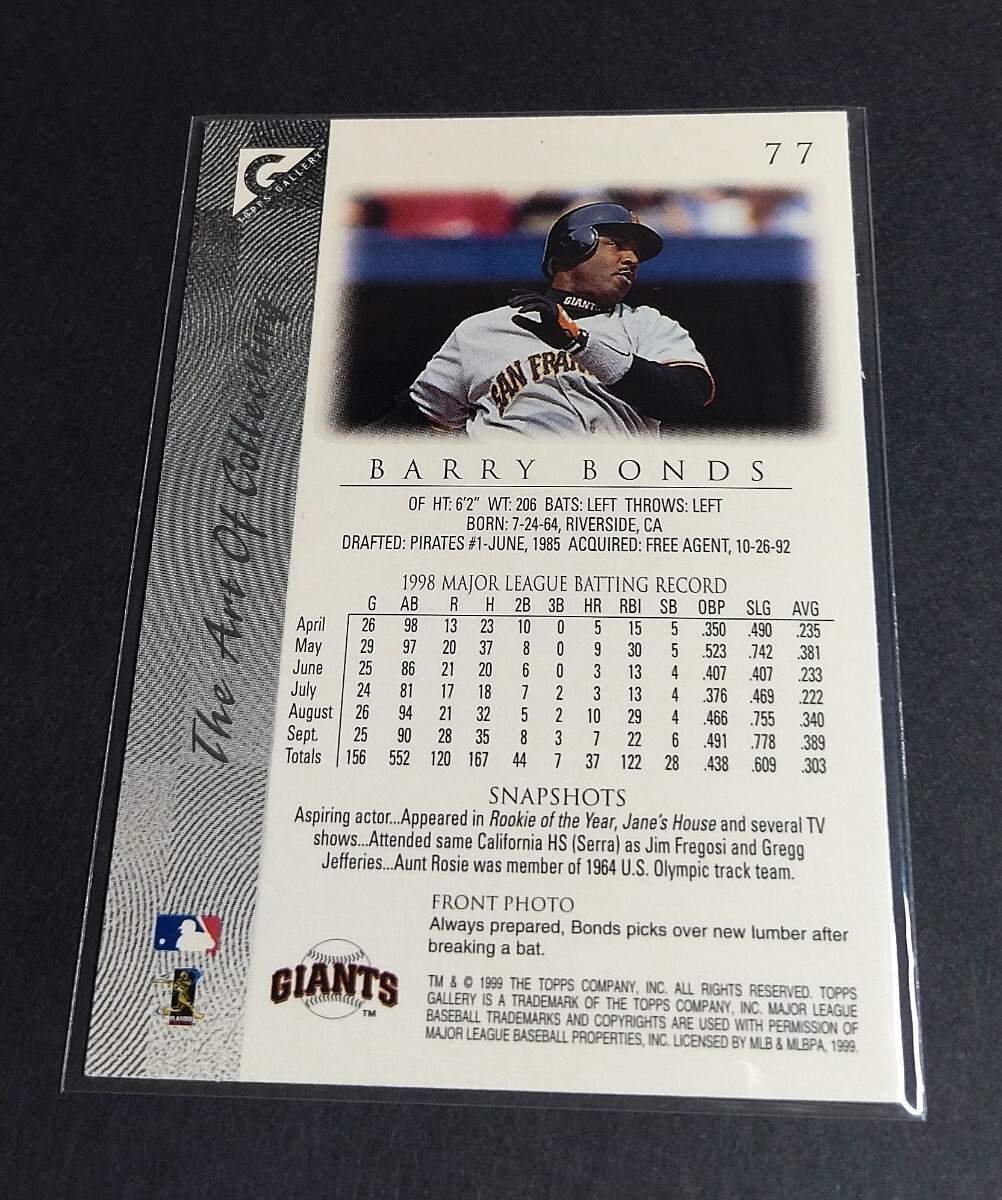 77
TOPPS GALLERY
The Art Of Collecting
GIANTS
SAN FRAN
BARRY BONDS
OF HT: 6'2" WT: 206 BATS: LEFT THROWS: LEFT
BORN: 7-24-64, RIVERSIDE, CA
DRAFTED: PIRATES #1-JUNE, 1985 ACQUIRED: FREE AGENT, 10-26-92
1998 MAJOR LEAGUE BATTING RECORD
G AB R H 2B 3B HR RBI SB OBP SLG AVG
April 26 98 13 23 10 0 5 15 5 .350 .490 .235
May 29 97 20 37 8 0 9 30 5 .523 .742 .381
June 25 86 21 20 6 0 3 13 4 .407 .407 .233
July 24 81 17 18 7 2 3 13 4 .376 .469 .222
August 26 94 21 32 5 2 10 29 4 .466 .755 .340
Sept. 25 90 28 35 8 3 7 22 6 .491 .778 .389
Totals 156 552 120 167 44 7 37 122 28 .438 .609 .303
SNAPSHOTS
Aspiring actor...Appeared in Rookie of the Year, Jane's House and several TV
shows...Attended same California HS (Serra) as Jim Fregosi and Gregg
Jefferies...Aunt Rosie was member of 1964 U.S. Olympic track team.
FRONT PHOTO
Always prepared, Bonds picks over new lumber after
breaking a bat.
GIANTS TM
PLAYERS
TM & © 1999 THE TOPPS COMPANY, INC. ALL RIGHTS RESERVED. TOPPS
GALLERY IS A TRADEMARK OF THE TOPPS COMPANY, INC. MAJOR LEAGUE
BASEBALL TRADEMARKS AND COPYRIGHTS ARE USED WITH PERMISSION OF
MAJOR LEAGUE BASEBALL PROPERTIES, INC. LICENSED BY MLB & MLBPA, 1999.